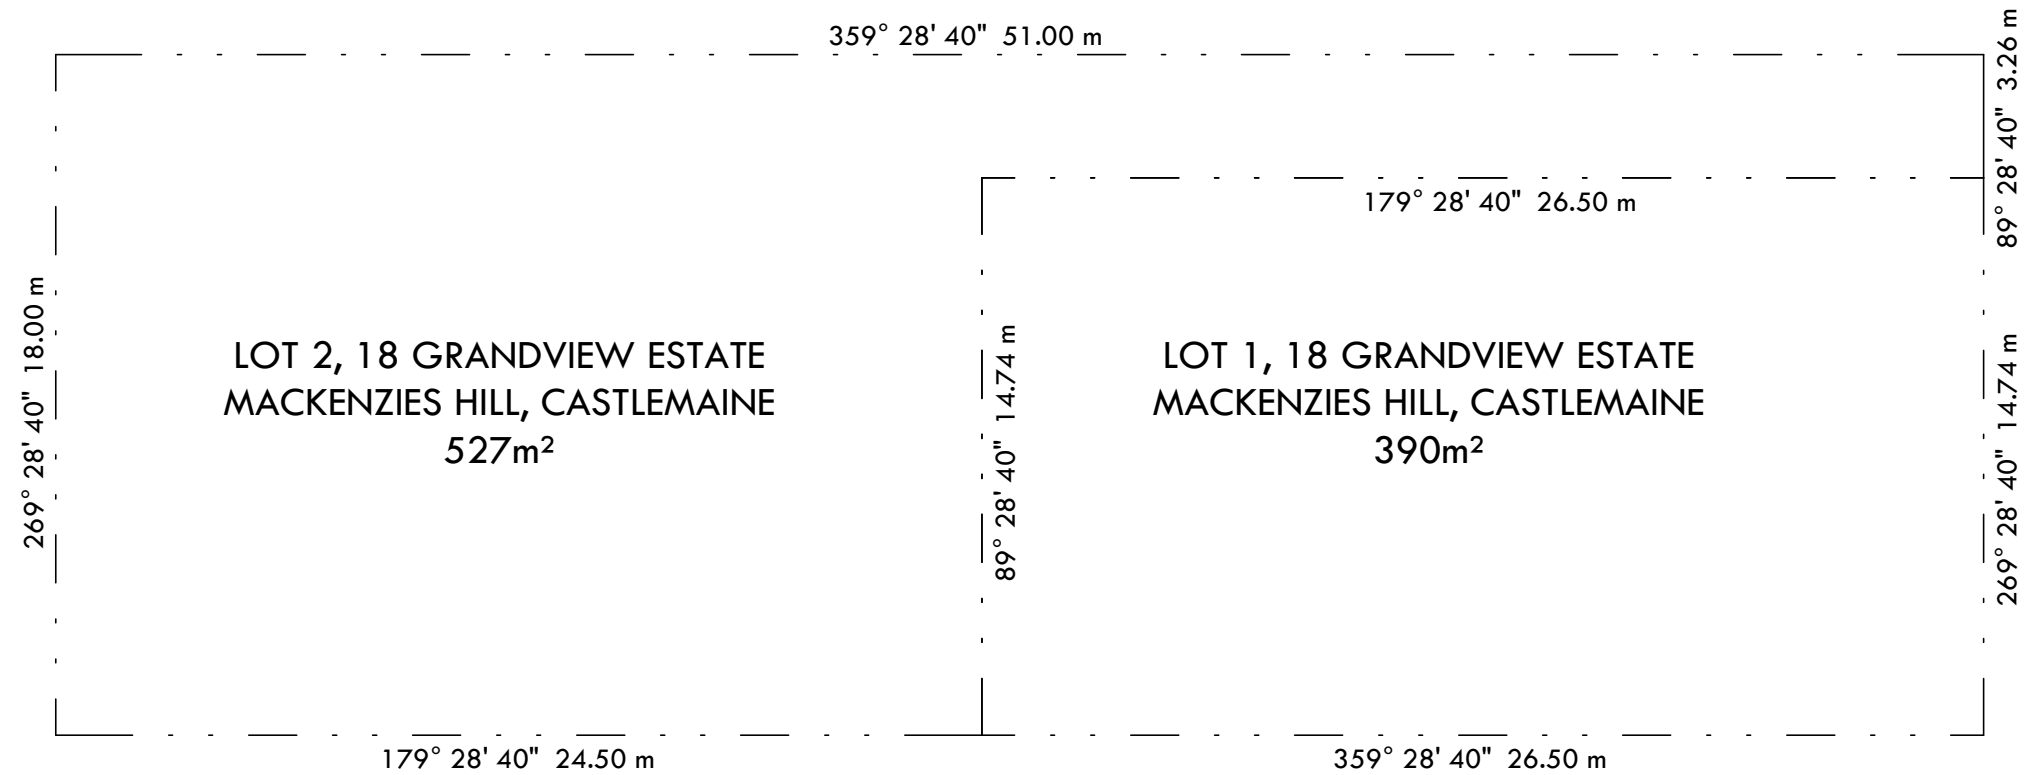 359° 28' 40" 51.00 m
89° 28' 40" 3.26 m
179° 28' 40" 26.50 m
269° 28' 40" 18.00 m
LOT 2, 18 GRANDVIEW ESTATE
MACKENZIES HILL, CASTLEMAINE
527m²
89° 28' 40" 14.74 m
LOT 1, 18 GRANDVIEW ESTATE
MACKENZIES HILL, CASTLEMAINE
390m²
269° 28' 40" 14.74 m
179° 28' 40" 24.50 m
359° 28' 40" 26.50 m